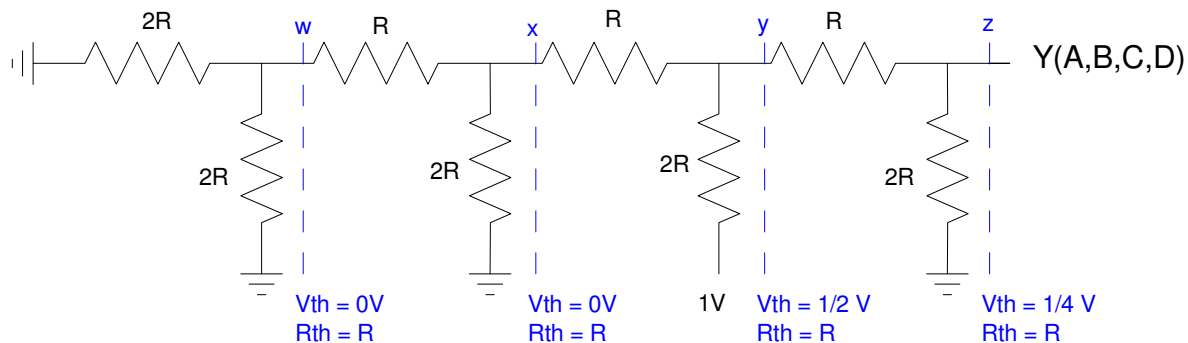 2R
w
R
x
R
y
R
z
Y(A,B,C,D)
2R
2R
2R
2R
Vth = 0V
Rth = R
Vth = 0V
Rth = R
1V
Vth = 1/2 V
Rth = R
Vth = 1/4 V
Rth = R